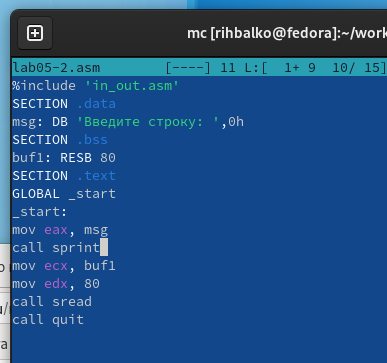 mc [rihbalko@fedora]:~/work
lab05-2.asm [----] 11 L:[ 1+ 9 10/ 15]
%include 'in_out.asm'
SECTION .data
msg: DB 'Введите строку: ',0h
SECTION .bss
buf1: RESB 80
SECTION .text
GLOBAL _start
_start:
mov eax, msg
call sprint
mov ecx, buf1
mov edx, 80
call sread
call quit